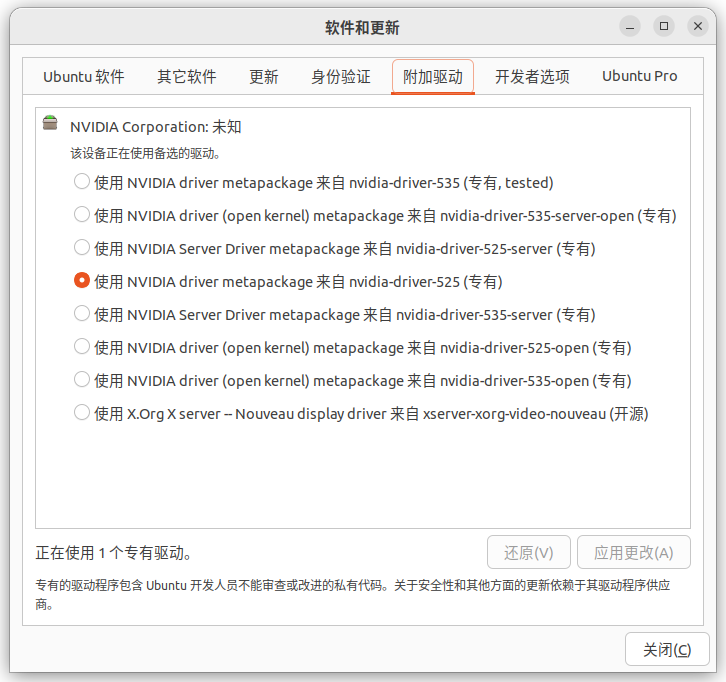 软件和更新
Ubuntu 软件 其它软件 更新 身份验证 附加驱动 开发者选项 Ubuntu Pro
NVIDIA Corporation: 未知
该设备正在使用备选的驱动。
使用 NVIDIA driver metapackage 来自 nvidia-driver-535 (专有, tested)
使用 NVIDIA driver (open kernel) metapackage 来自 nvidia-driver-535-server-open (专有)
使用 NVIDIA Server Driver metapackage 来自 nvidia-driver-525-server (专有)
使用 NVIDIA driver metapackage 来自 nvidia-driver-525 (专有)
使用 NVIDIA Server Driver metapackage 来自 nvidia-driver-535-server (专有)
使用 NVIDIA driver (open kernel) metapackage 来自 nvidia-driver-525-open (专有)
使用 NVIDIA driver (open kernel) metapackage 来自 nvidia-driver-535-open (专有)
使用 X.Org X server -- Nouveau display driver 来自 xserver-xorg-video-nouveau (开源)
正在使用 1 个专有驱动。 还原(V) 应用更改(A)
专有的驱动程序包含 Ubuntu 开发人员不能审查或改进的私有代码。关于安全性和其他方面的更新依赖于其驱动程序供应
商。
关闭(C)